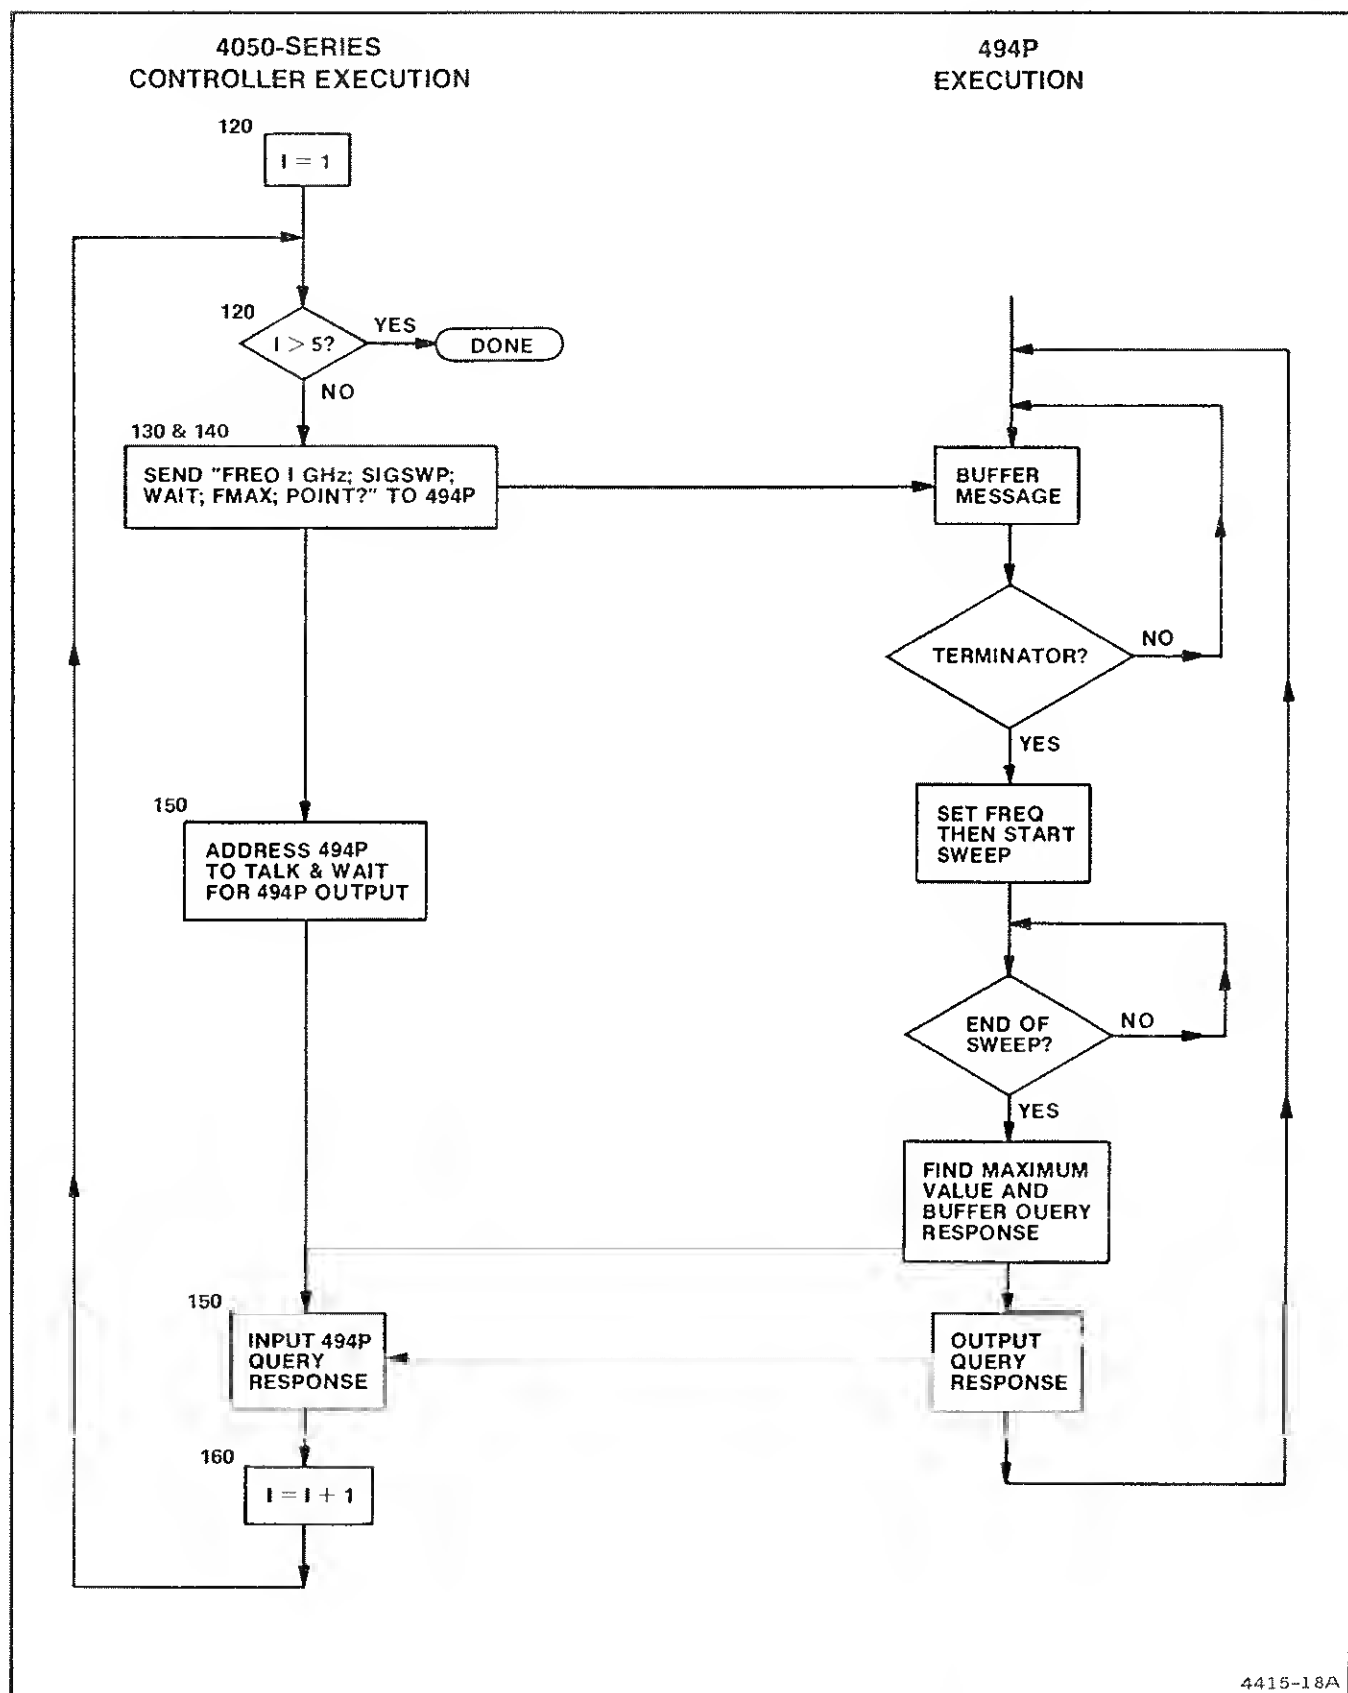 4050-SERIES
CONTROLLER EXECUTION
494P
EXECUTION
120
I = 1
120
I > 5?
YES
DONE
NO
130 & 140
SEND "FREQ I GHz; SIGSWP;
WAIT; FMAX; POINT?" TO 494P
BUFFER
MESSAGE
TERMINATOR?
NO
YES
SET FREQ
THEN START
SWEEP
150
ADDRESS 494P
TO TALK & WAIT
FOR 494P OUTPUT
END OF
SWEEP?
NO
YES
FIND MAXIMUM
VALUE AND
BUFFER QUERY
RESPONSE
150
INPUT 494P
QUERY
RESPONSE
OUTPUT
QUERY
RESPONSE
160
I = I + 1
4415-18A